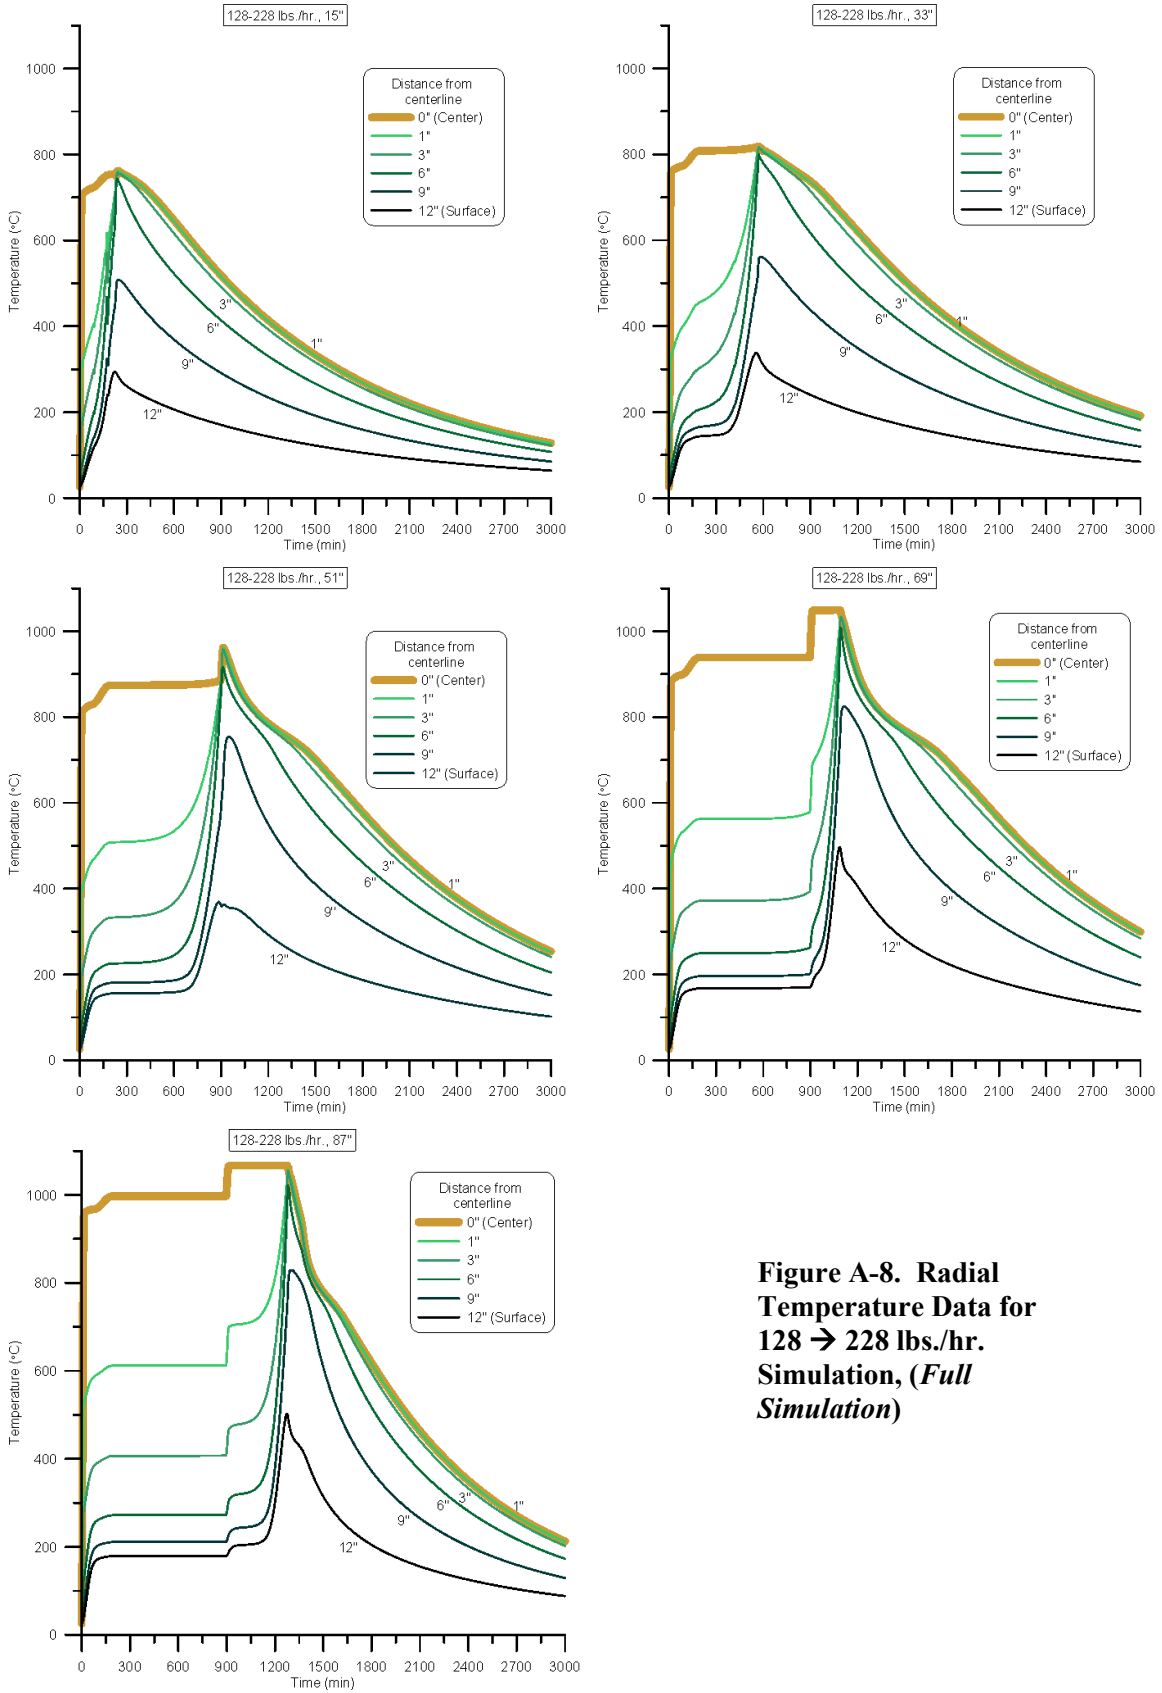 128-228 lbs./hr., 15"
1000
800
600
400
200
0
Temperature (°C)
Distance from
centerline
0" (Center)
1"
3"
6"
9"
12" (Surface)
3"
6"
1"
9"
12"
0 300 600 900 1200 1500 1800 2100 2400 2700 3000
Time (min)
128-228 lbs./hr., 33"
1000
800
600
400
200
0
Temperature (°C)
Distance from
centerline
0" (Center)
1"
3"
6"
9"
12" (Surface)
3"
6"
1"
9"
12"
0 300 600 900 1200 1500 1800 2100 2400 2700 3000
Time (min)
128-228 lbs./hr., 51"
1000
800
600
400
200
0
Temperature (°C)
Distance from
centerline
0" (Center)
1"
3"
6"
9"
12" (Surface)
3"
6"
1"
9"
12"
0 300 600 900 1200 1500 1800 2100 2400 2700 3000
Time (min)
128-228 lbs./hr., 69"
1000
800
600
400
200
0
Temperature (°C)
Distance from
centerline
0" (Center)
1"
3"
6"
9"
12" (Surface)
3"
6"
1"
9"
12"
0 300 600 900 1200 1500 1800 2100 2400 2700 3000
Time (min)
128-228 lbs./hr., 87"
1000
800
600
400
200
0
Temperature (°C)
Distance from
centerline
0" (Center)
1"
3"
6"
9"
12" (Surface)
3"
6"
1"
9"
12"
0 300 600 900 1200 1500 1800 2100 2400 2700 3000
Time (min)
Figure A-8. Radial
Temperature Data for
128 → 228 lbs./hr.
Simulation, (Full
Simulation)